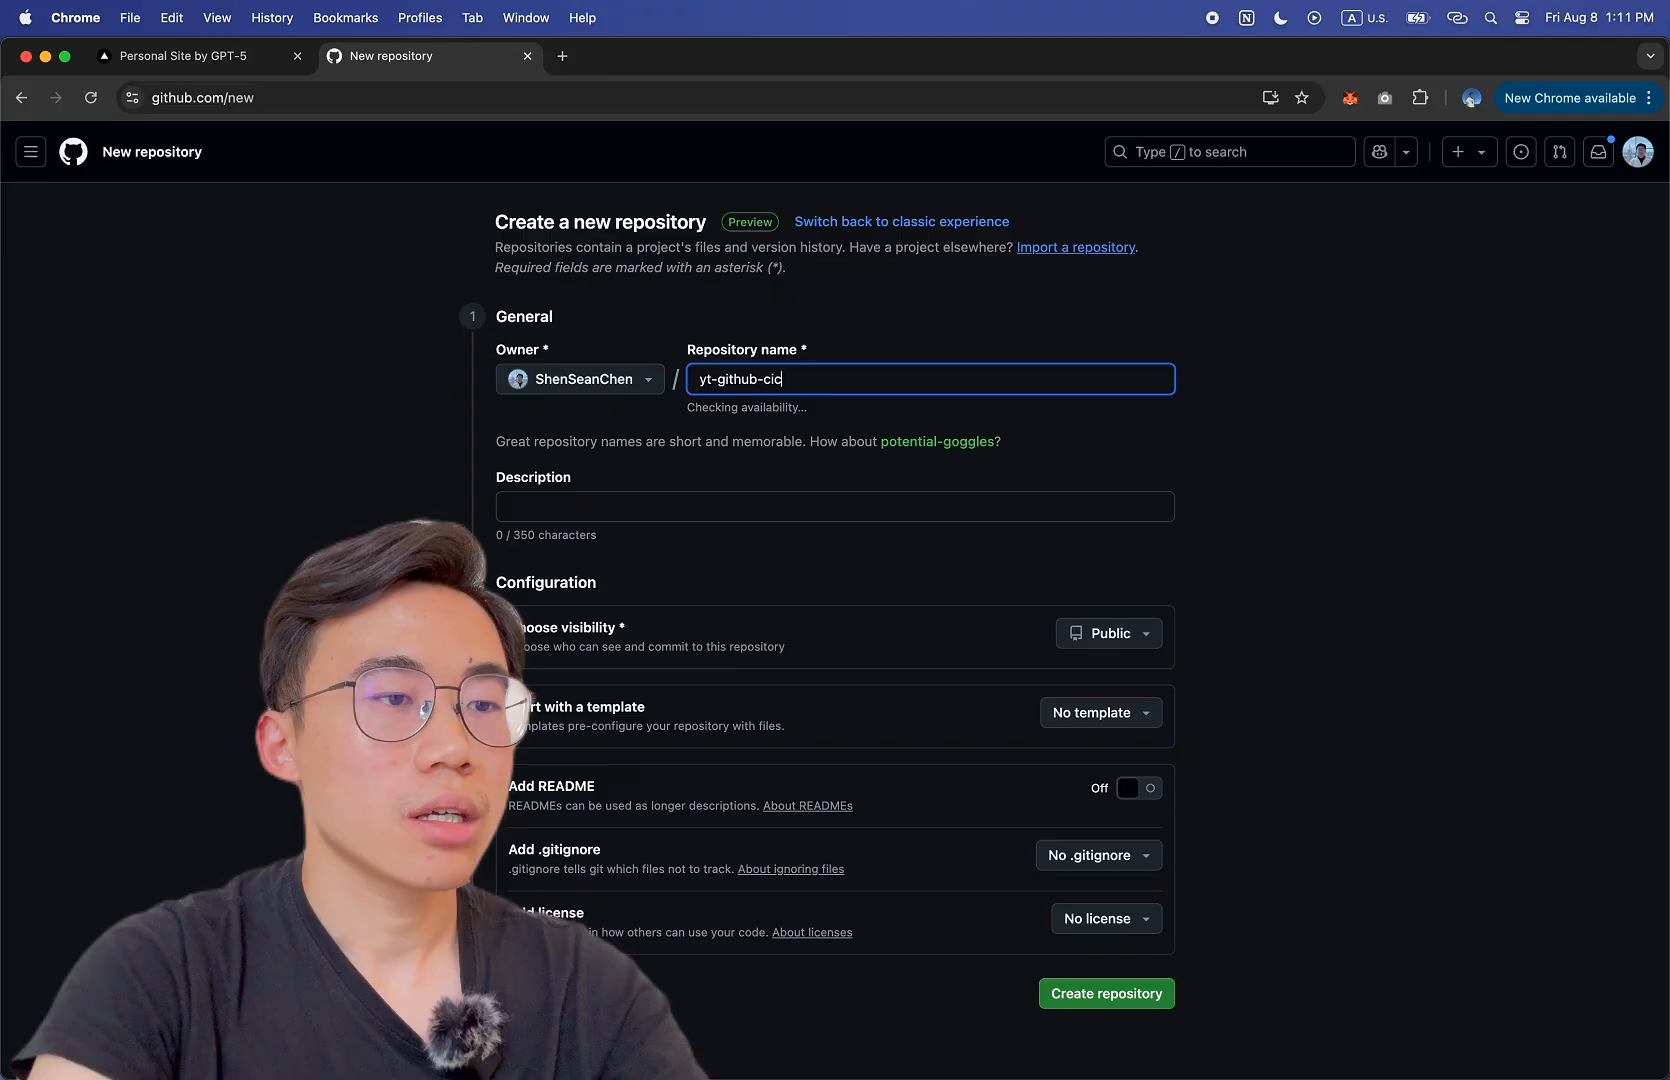 Chrome File Edit View History Bookmarks Profiles Tab Window Help
A U.S. Fri Aug 8 1:11 PM
Personal Site by GPT-5
New repository
github.com/new
New Chrome available
New repository
Type / to search
Create a new repository Preview Switch back to classic experience
Repositories contain a project's files and version history. Have a project elsewhere? Import a repository.
Required fields are marked with an asterisk (*).
1 General
Owner * Repository name *
ShenSeanChen / yt-github-cic
Checking availability...
Great repository names are short and memorable. How about potential-goggles?
Description
0 / 350 characters
Configuration
hoose visibility *
oose who can see and commit to this repository
Public
rt with a template
mplates pre-configure your repository with files.
No template
Add README
READMEs can be used as longer descriptions. About READMEs
Off
Add .gitignore
.gitignore tells git which files not to track. About ignoring files
No .gitignore
license
in how others can use your code. About licenses
No license
Create repository